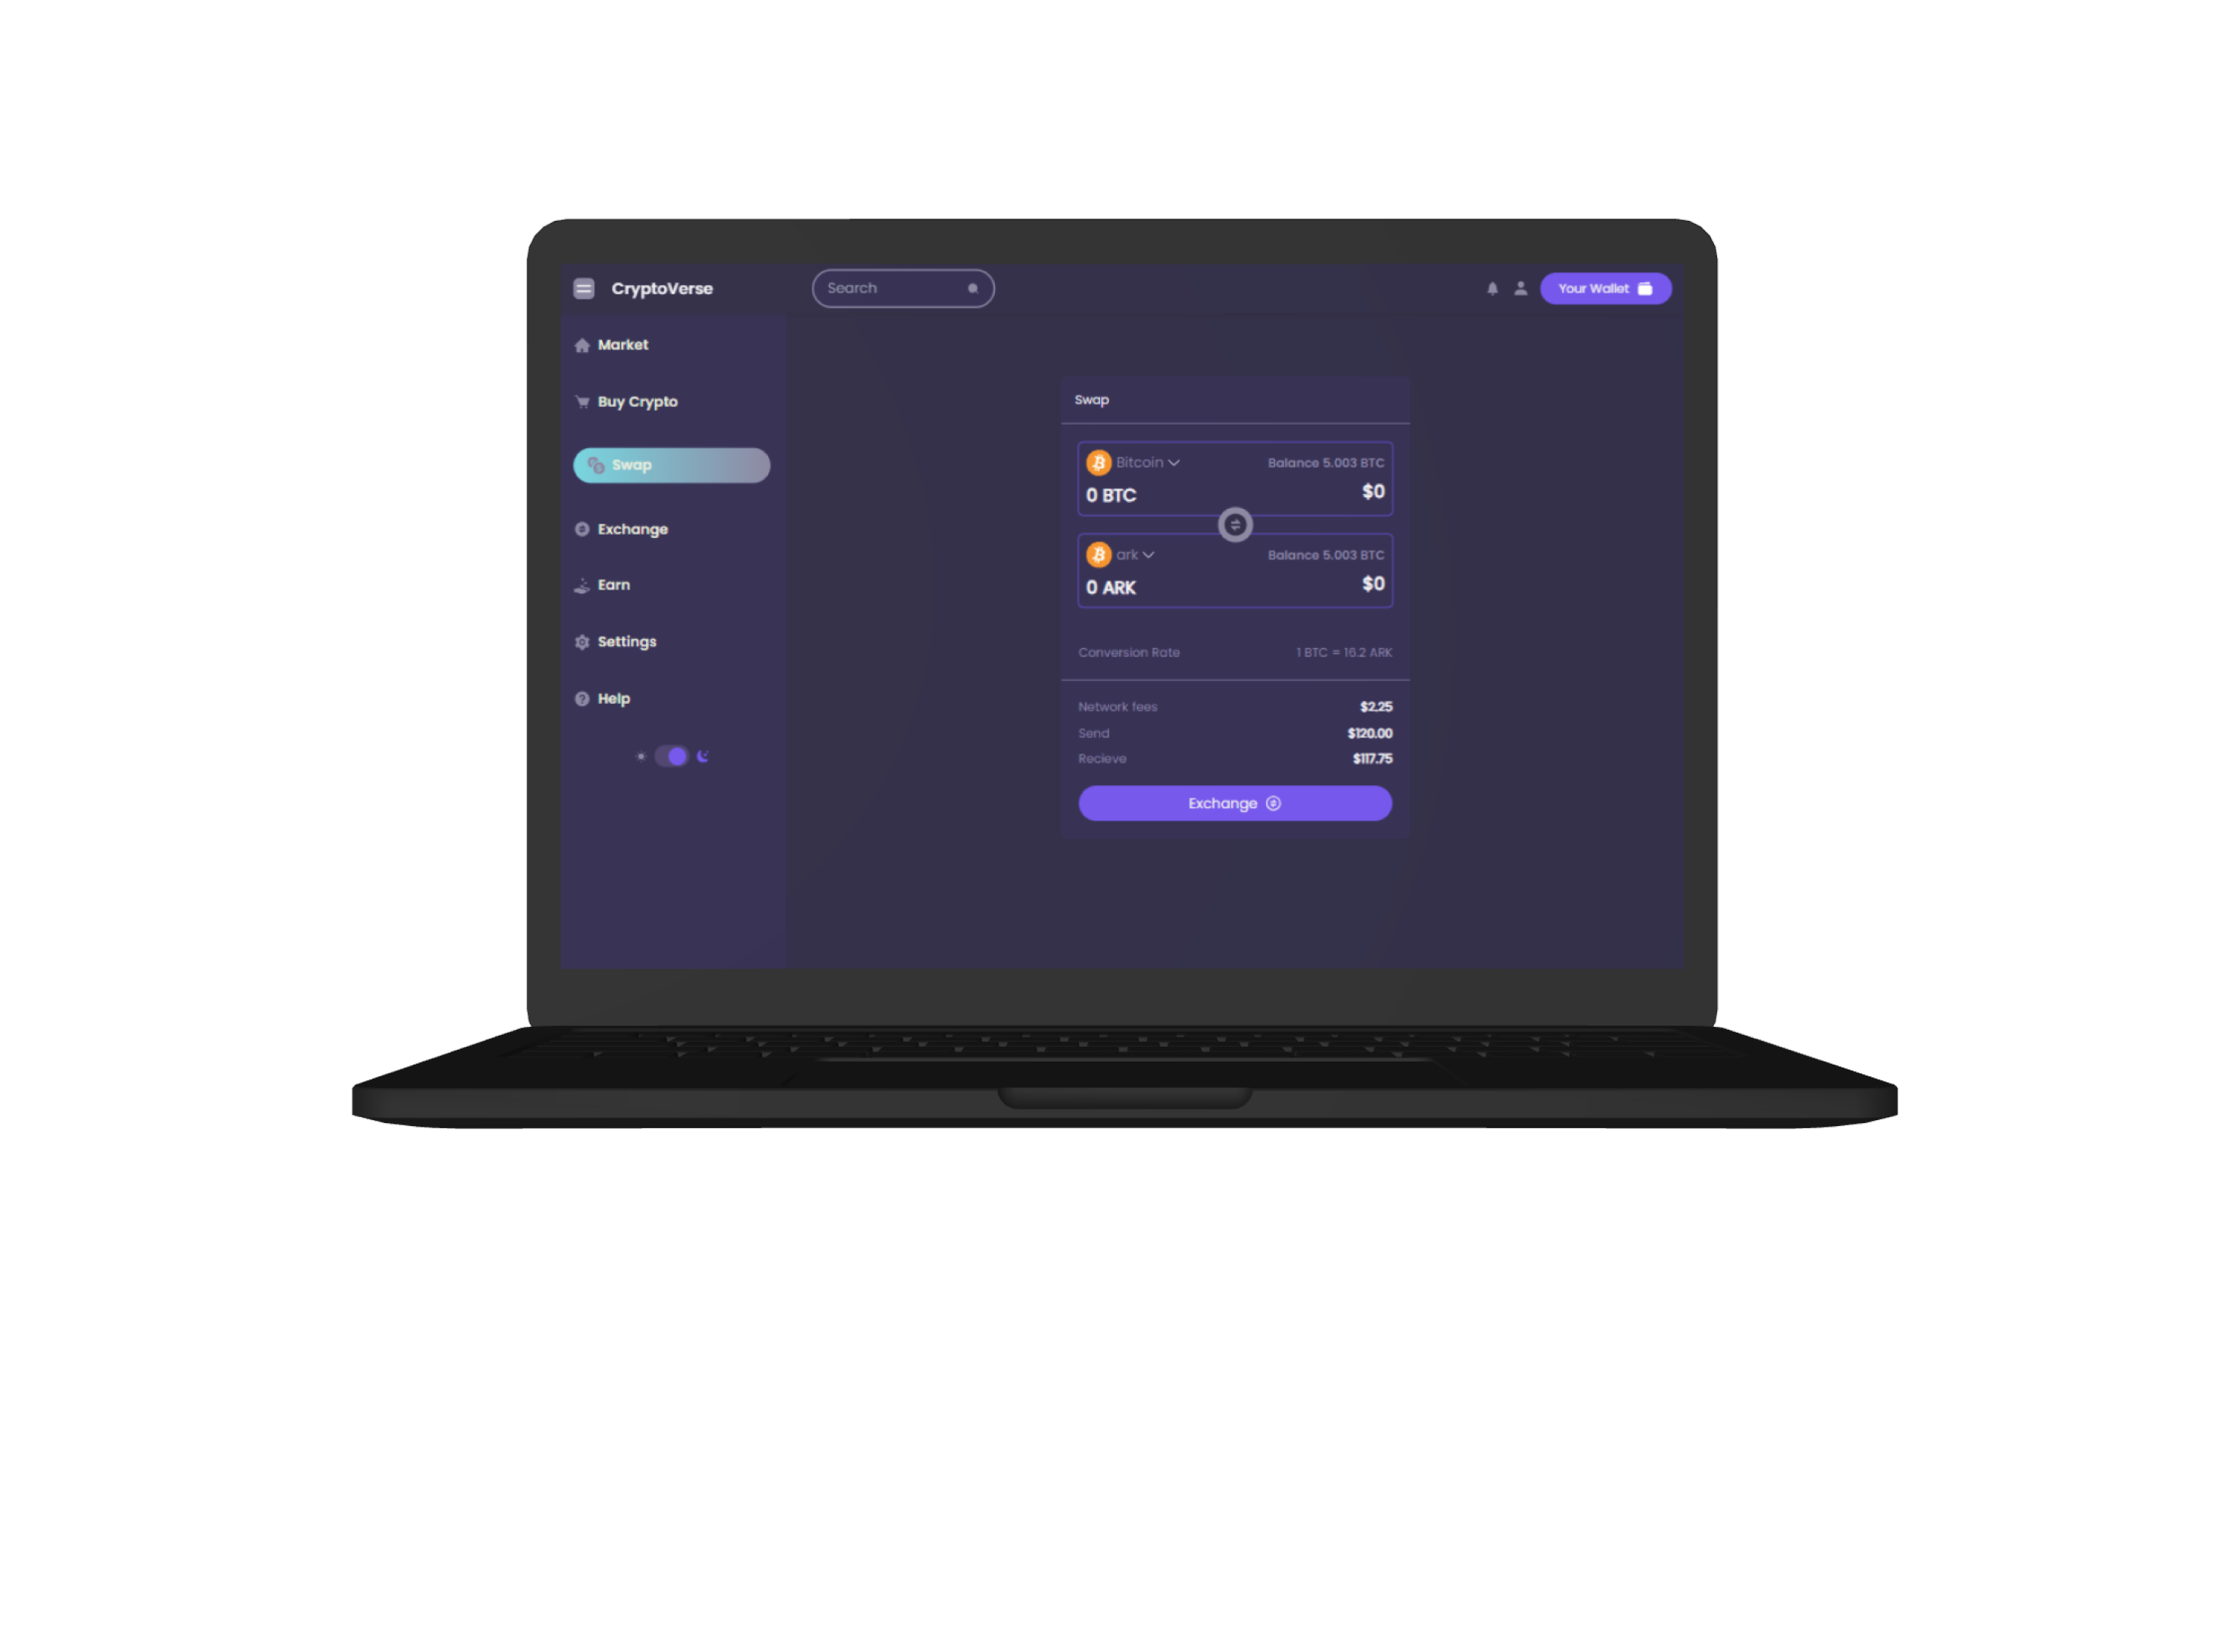 CryptoVerse
Search
Your Wallet
Market
Buy Crypto
Swap
Exchange
Earn
Settings
Help
Swap
Bitcoin Balance 5.003 BTC
0 BTC $0
ark Balance 5.003 BTC
0 ARK $0
Conversion Rate 1 BTC = 16.2 ARK
Network fees $2.25
Send $120.00
Recieve $117.75
Exchange